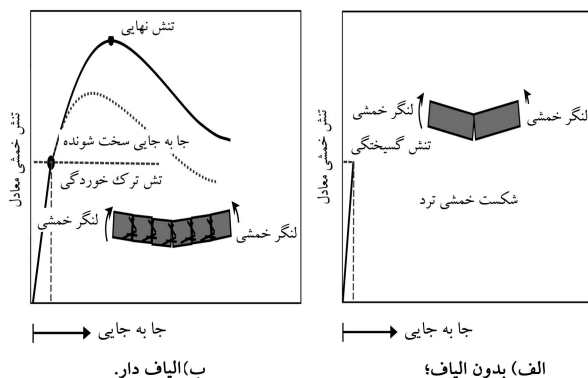 تنش نهایی
جا به جایی سخت شونده
تش ترک خوردگی
لنگر خمشی
لنگر خمشی
تنش خمشی معادل
جا به جایی
ب)الیاف دار.
لنگر خمشی
لنگر خمشی
تنش گسیختگی
شکست خمشی ترد
تنش خمشی معادل
جا به جایی
الف) بدون الیاف؛